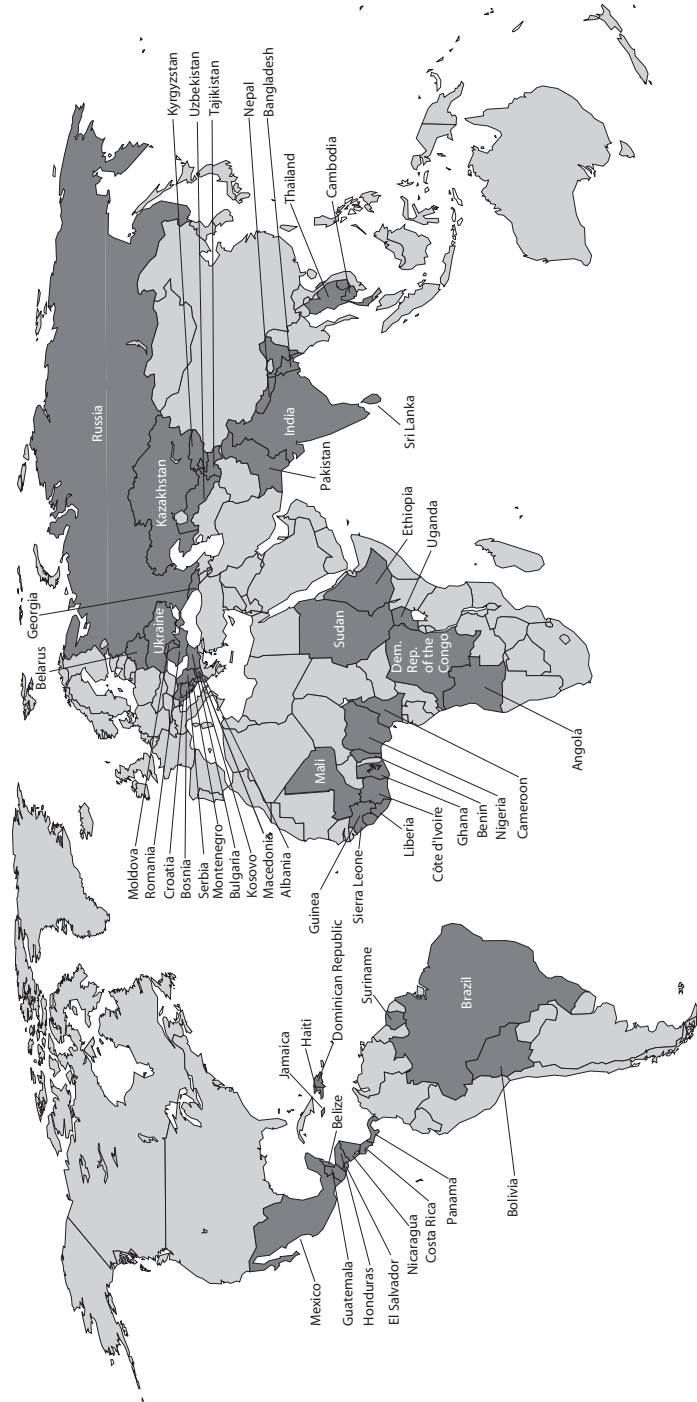 Russia
Kazakhstan
Ukraine
Georgia
Belarus
Kyrgyzstan
Uzbekistan
Tajikistan
Nepal
Bangladesh
Thailand
Cambodia
India
Sri Lanka
Pakistan
Ethiopia
Uganda
Sudan
Dem.
Rep.
of the
Congo
Angola
Mali
Moldova
Romania
Croatia
Bosnia
Serbia
Montenegro
Bulgaria
Kosovo
Macedonia
Albania
Guinea
Sierra Leone
Liberia
Côte d'Ivoire
Ghana
Benin
Nigeria
Cameroon
Jamaica
Haiti
Dominican Republic
Belize
Suriname
Brazil
Bolivia
Mexico
Guatemala
Honduras
El Salvador
Nicaragua
Costa Rica
Panama